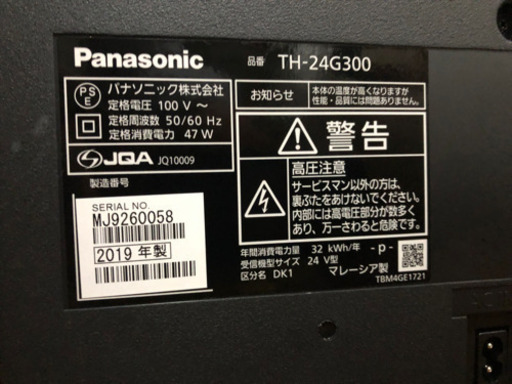 Panasonic
品番 TH-24G300
PS
E
パナソニック株式会社
定格電圧 100 V ～
定格周波数 50/60 Hz
定格消費電力 47 W
JQA JQ10009
製造番号
SERIAL NO.
MJ9260058
2019 年製
お知らせ
本体の温度が高くなりますが
性能・品質には問題ありません。
警告
高圧注意
サービスマン以外の方は、
裏ぶたをあけないでください。
内部には高電圧部分が数多く
あり、万一さわると危険です。
年間消費電力量 32 kWh/年 -p-
受信機型サイズ 24 V型
区分名 DK1 マレーシア製
TBM4GE1721